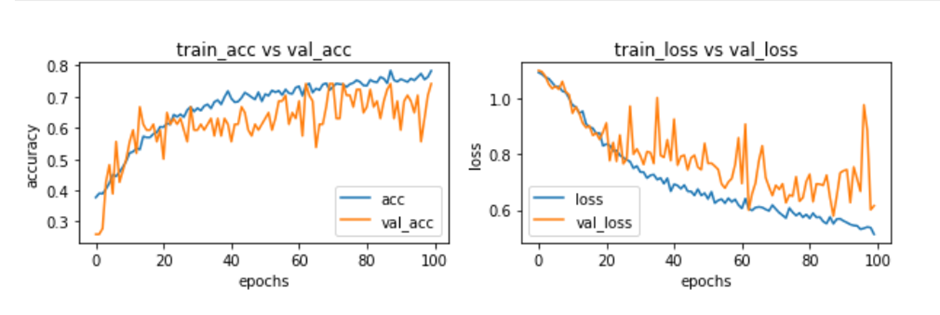 train_acc vs val_acc
0.8
0.7
0.6
0.5
0.4
0.3
accuracy
acc
val_acc
0 20 40 60 80 100
epochs
train_loss vs val_loss
1.0
0.8
0.6
loss
loss
val_loss
0 20 40 60 80 100
epochs